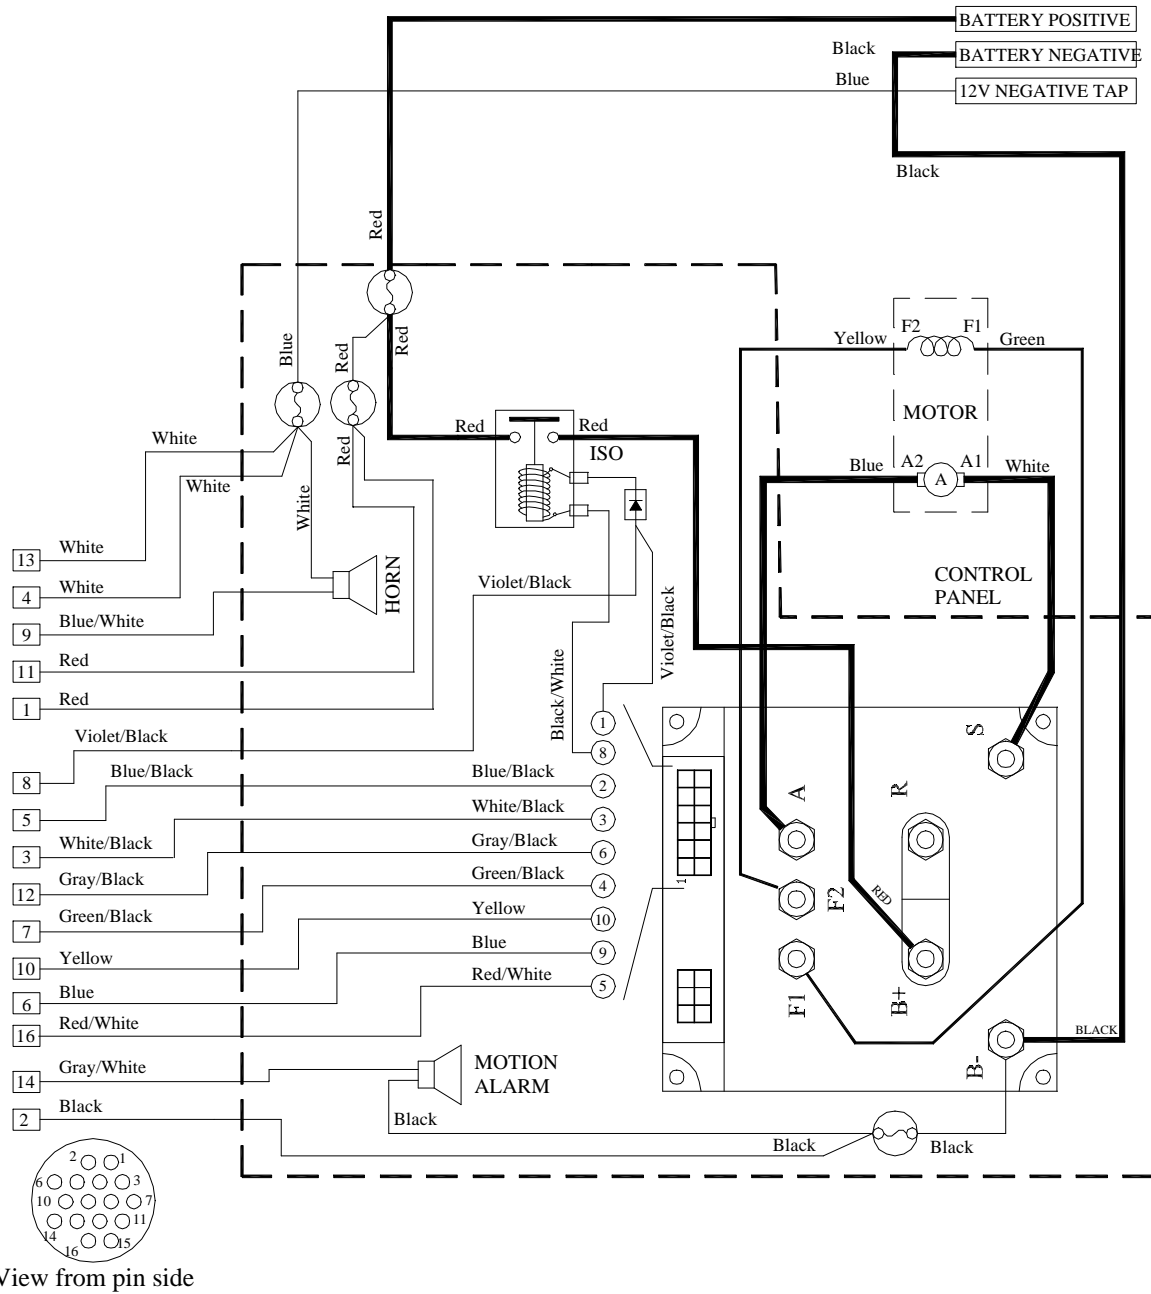 BATTERY POSITIVE
Black
BATTERY NEGATIVE
Blue
12V NEGATIVE TAP
Black
Red
Blue
Red
Red
Yellow
F2
F1
Green
MOTOR
White
Red
Red
Red
ISO
Blue
A2
A
A1
White
White
White
13
White
4
White
9
Blue/White
HORN
Violet/Black
CONTROL
PANEL
11
Red
1
Red
Black/White
Violet/Black
1
8
Violet/Black
8
Blue/Black
Blue/Black
2
5
White/Black
3
White/Black
3
Gray/Black
6
Gray/Black
12
Green/Black
4
Green/Black
7
Yellow
10
Yellow
10
Blue
9
Blue
6
Red/White
5
Red/White
16
S
A
R
1
F2
RED
F1
B+
BLACK
B-
Gray/White
14
MOTION
ALARM
Black
2
Black
Black
Black
2
1
6
3
10
7
14
11
16
15
View from pin side